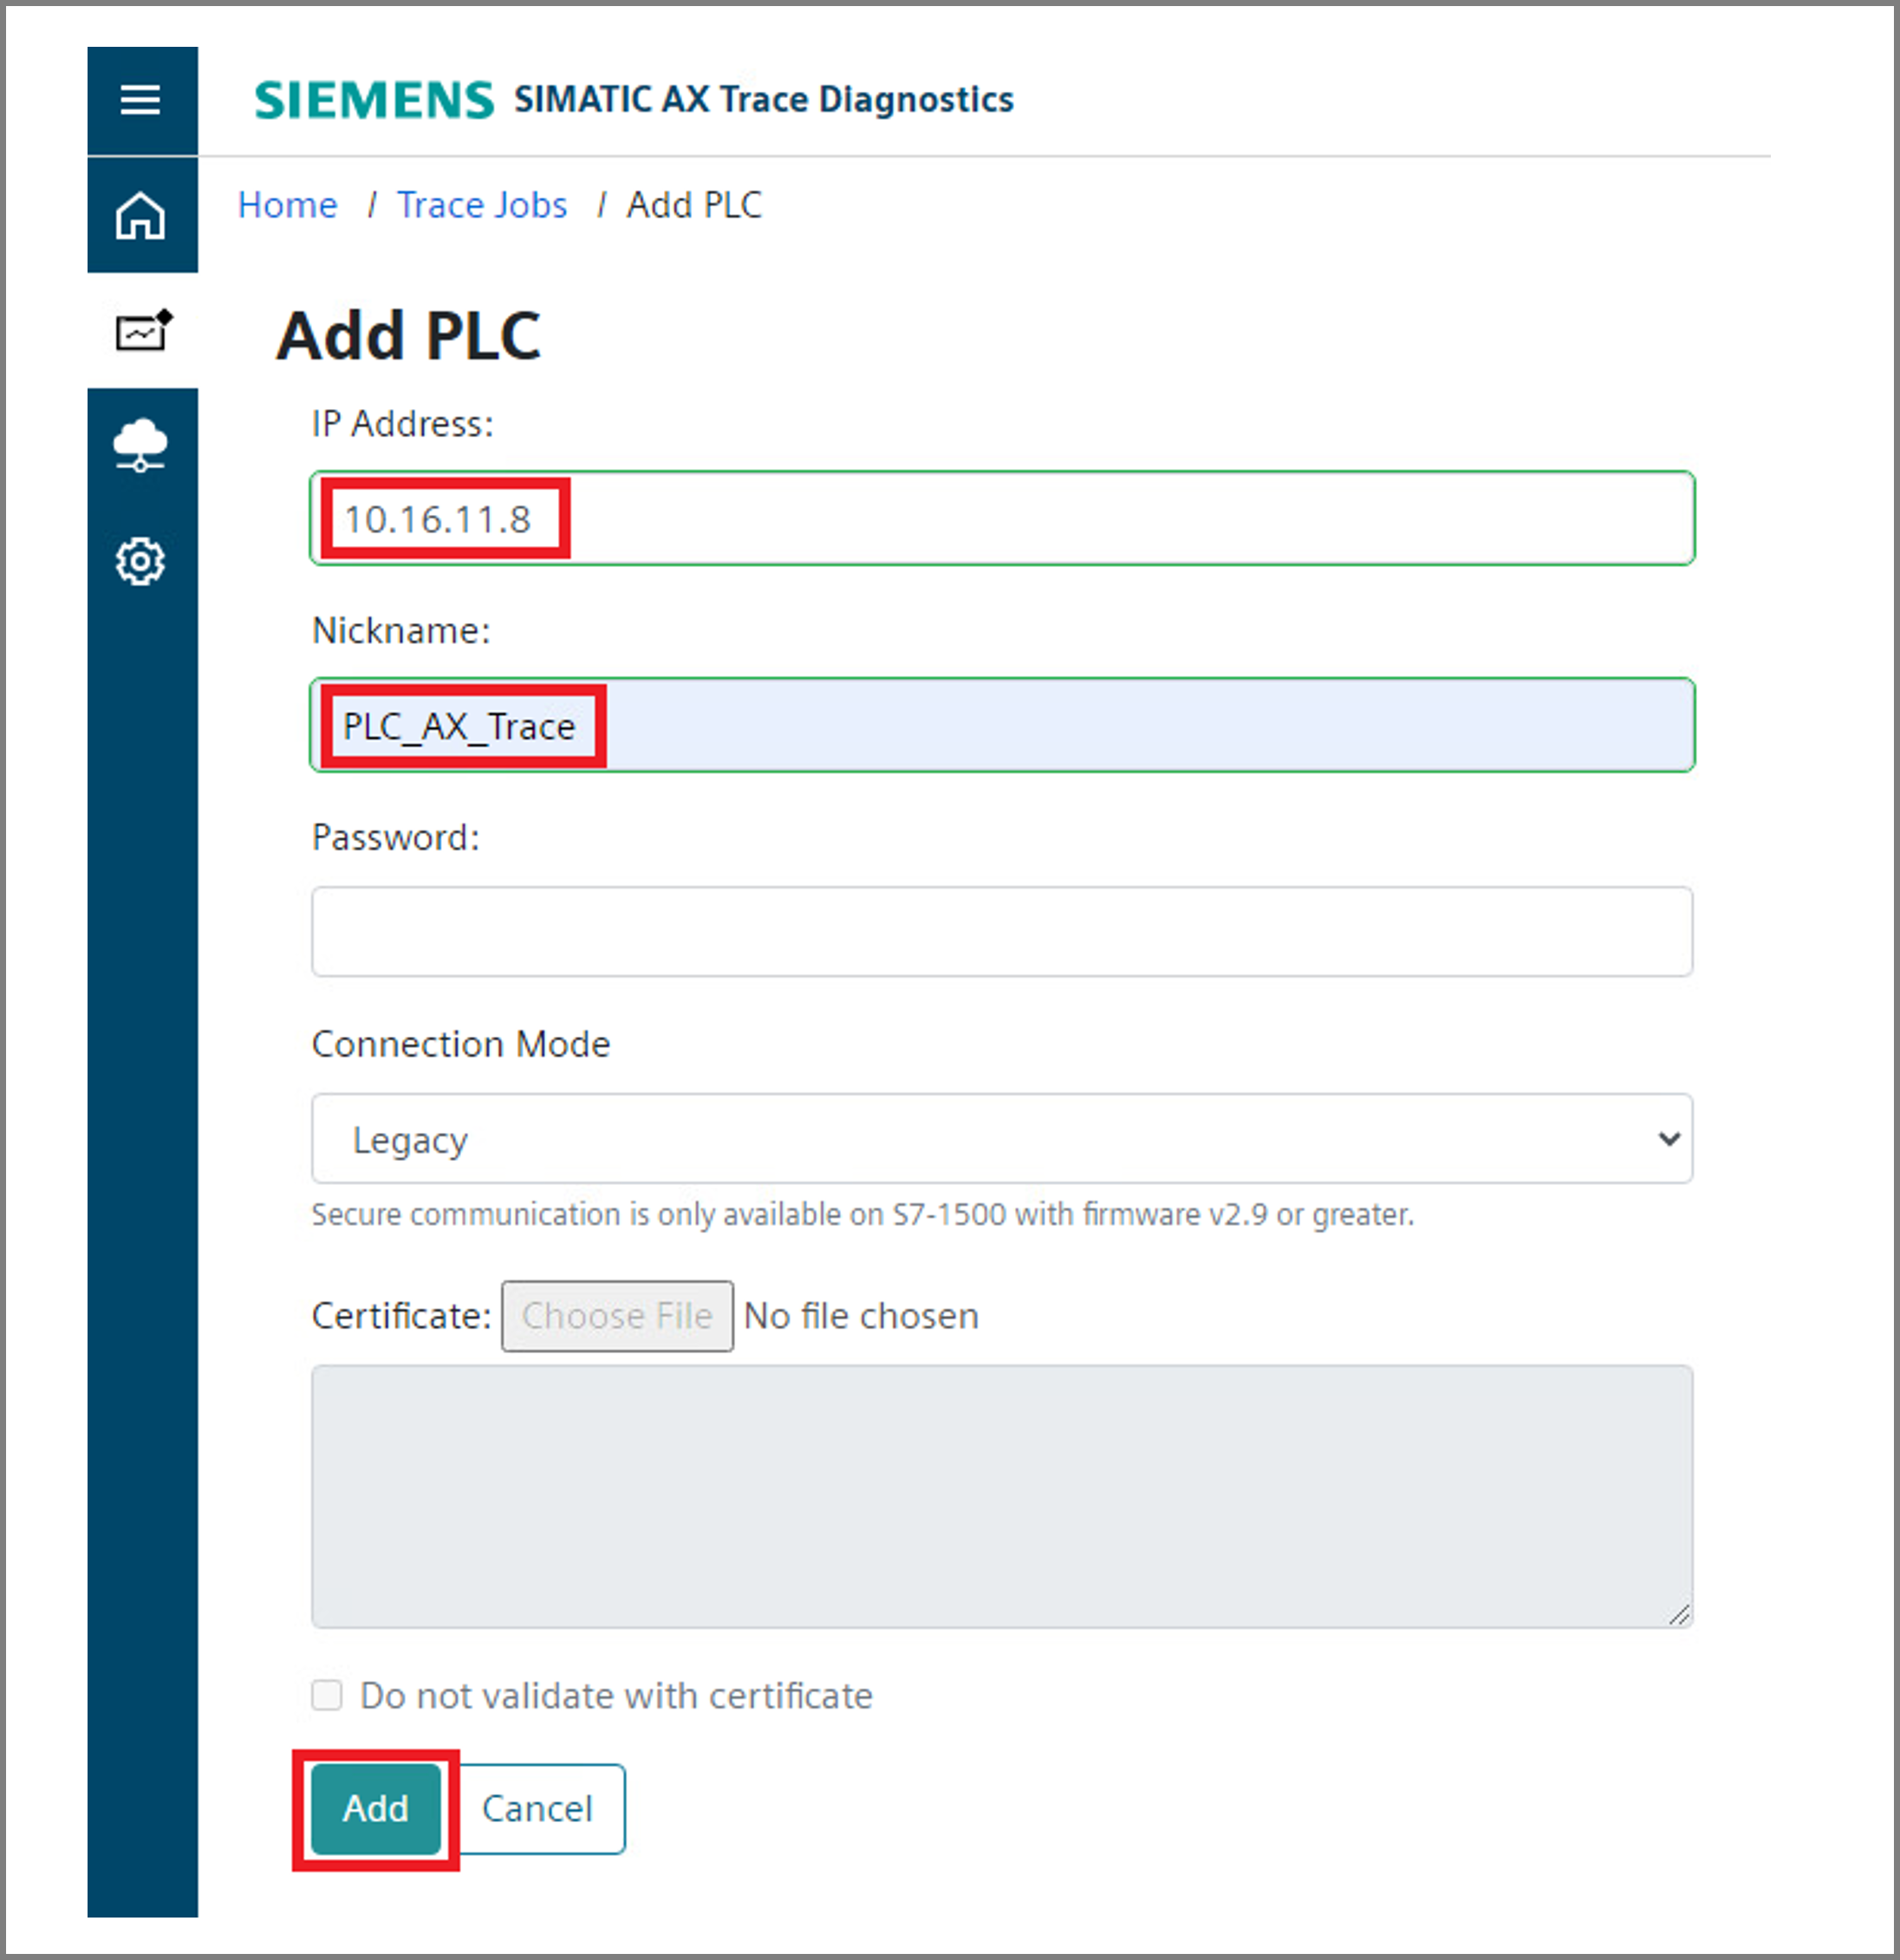 SIEMENS SIMATIC AX Trace Diagnostics
Home / Trace Jobs / Add PLC
Add PLC
IP Address:
10.16.11.8
Nickname:
PLC_AX_Trace
Password:
Connection Mode
Legacy
Secure communication is only available on S7-1500 with firmware v2.9 or greater.
Certificate: Choose File No file chosen
Do not validate with certificate
Add Cancel